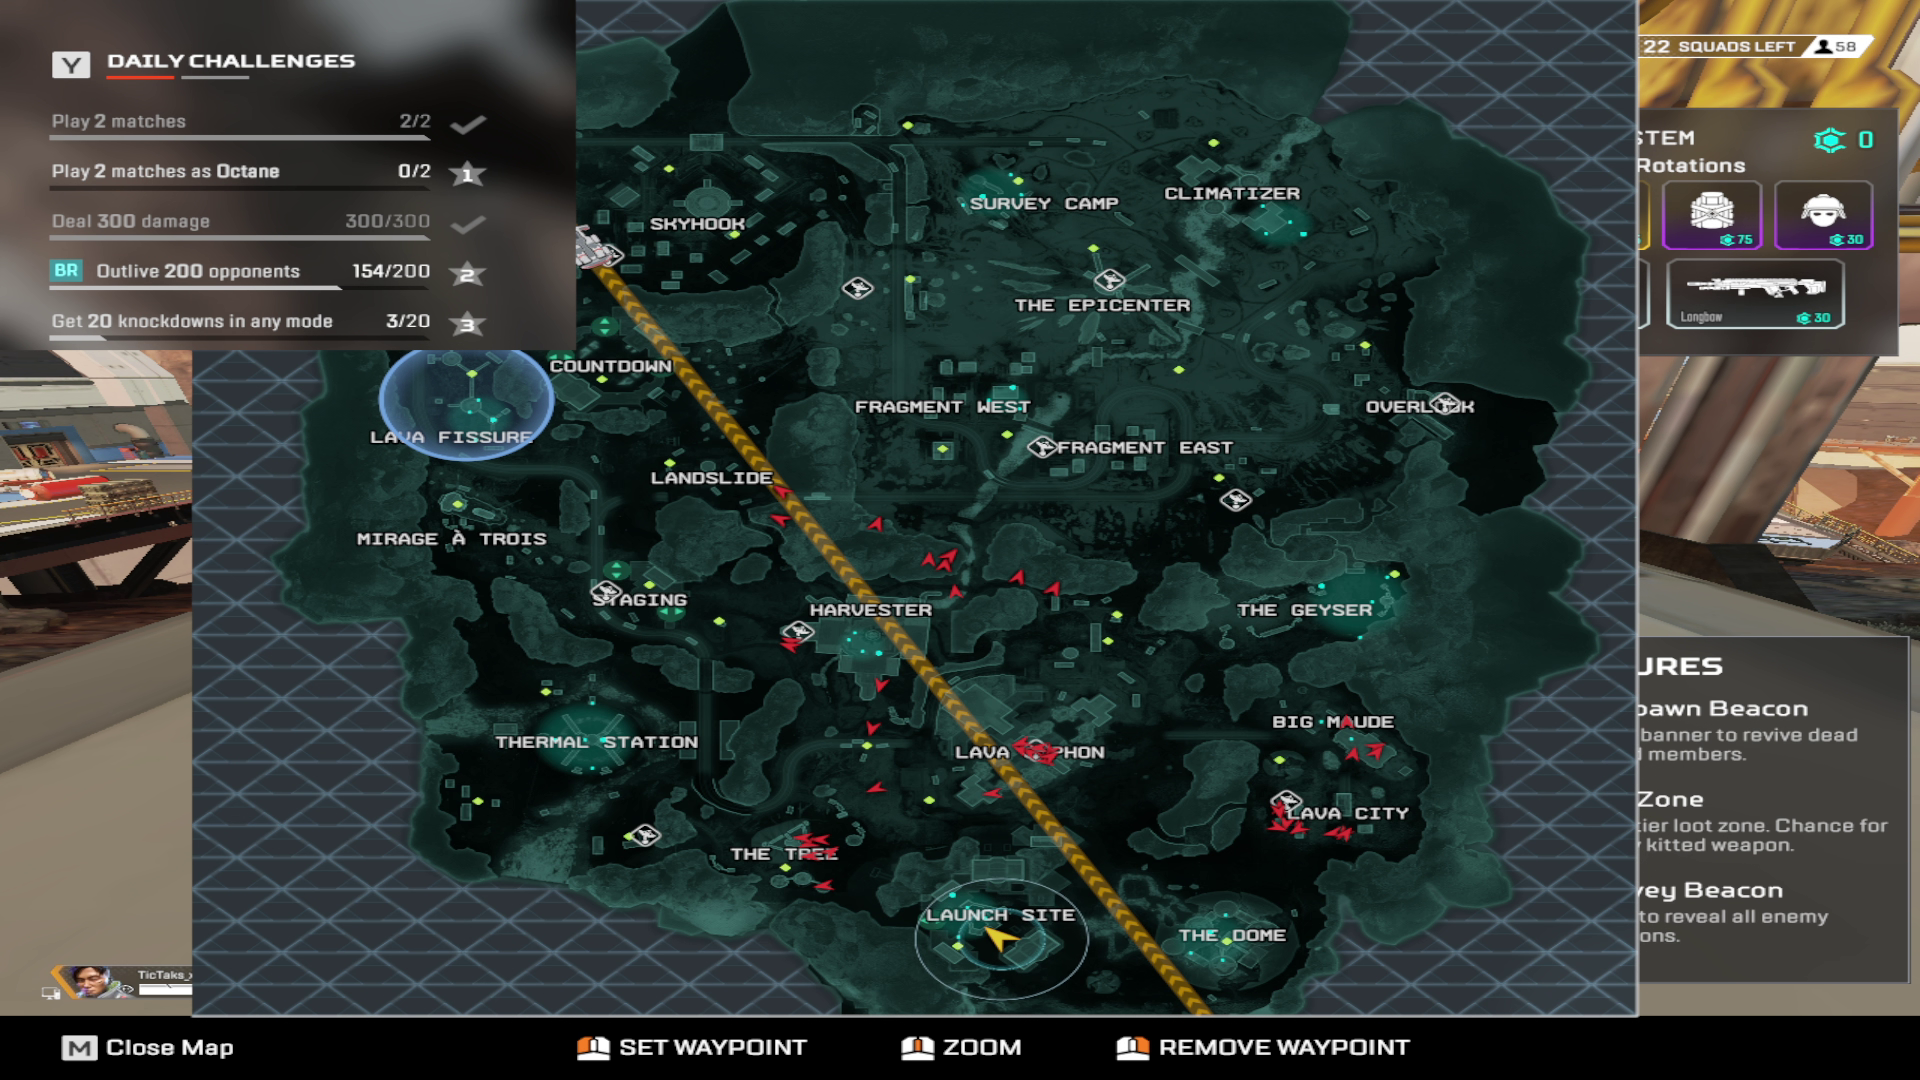 Y DAILY CHALLENGES
Play 2 matches 2/2
Play 2 matches as Octane 0/2 1
Deal 300 damage 300/300
BR Outlive 200 opponents 154/200 2
Get 20 knockdowns in any mode 3/20 3
22 SQUADS LEFT 58
STEM 0
Rotations
75 30
Longbow 30
SKYHOOK
SURVEY CAMP
CLIMATIZER
THE EPICENTER
COUNTDOWN
FRAGMENT WEST
OVERLOOK
LAVA FISSURE
FRAGMENT EAST
LANDSLIDE
MIRAGE À TROIS
STAGING
HARVESTER
THE GEYSER
THERMAL STATION
BIG MAUDE
LAVA SIPHON
LAVA CITY
THE TREE
LAUNCH SITE
THE DOME
URES
pawn Beacon
banner to revive dead
members.
Zone
tier loot zone. Chance for
kitted weapon.
vey Beacon
to reveal all enemy
ons.
TicTaks_
M Close Map SET WAYPOINT ZOOM REMOVE WAYPOINT